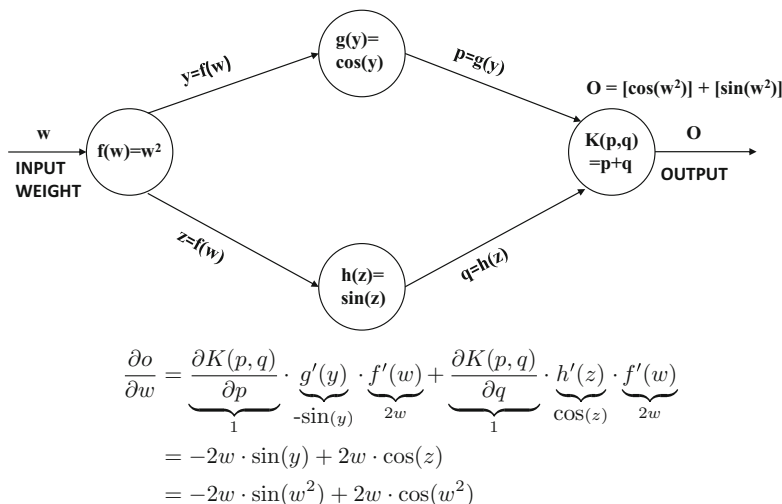 g(y)=
cos(y)
y=f(w)
p=g(y)
O = [cos(w²)] + [sin(w²)]
w
INPUT
WEIGHT
f(w)=w²
K(p,q)
=p+q
O
OUTPUT
z=f(w)
h(z)=
sin(z)
q=h(z)
∂o/∂w = ∂K(p, q)/∂p · g′(y) · f′(w) + ∂K(p, q)/∂q · h′(z) · f′(w)
1 -sin(y) 2w 1 cos(z) 2w
= −2w · sin(y) + 2w · cos(z)
= −2w · sin(w²) + 2w · cos(w²)